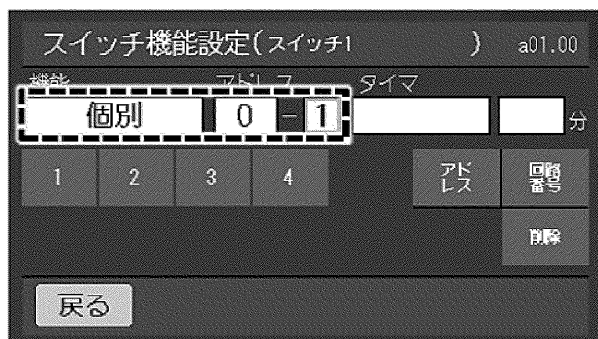 スイッチ機能設定(スイッチ1 ) a01.00
機能 アドレス タイマ
個別 0 - 1 分
1 2 3 4 アドレス 回路番号
削除
戻る